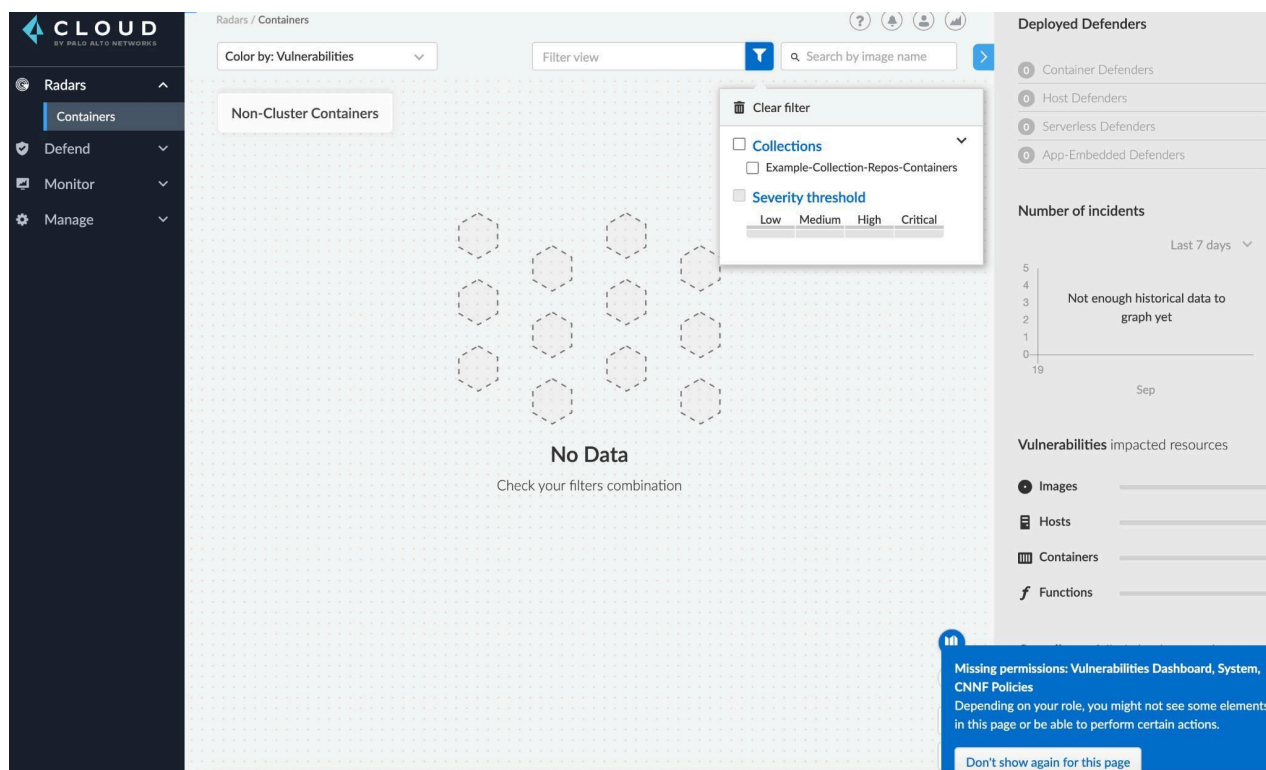 CLOUD
BY PALO ALTO NETWORKS
Radars
Containers
Defend
Monitor
Manage
Radars / Containers
Color by: Vulnerabilities
Filter view
Search by image name
Non-Cluster Containers
Clear filter
Collections
Example-Collection-Repos-Containers
Severity threshold
Low Medium High Critical
No Data
Check your filters combination
Deployed Defenders
0 Container Defenders
0 Host Defenders
0 Serverless Defenders
0 App-Embedded Defenders
Number of incidents
Last 7 days
5
4
3
2
1
0
Not enough historical data to
graph yet
19
Sep
Vulnerabilities impacted resources
Images
Hosts
Containers
Functions
Missing permissions: Vulnerabilities Dashboard, System,
CNNF Policies
Depending on your role, you might not see some elements
in this page or be able to perform certain actions.
Don't show again for this page